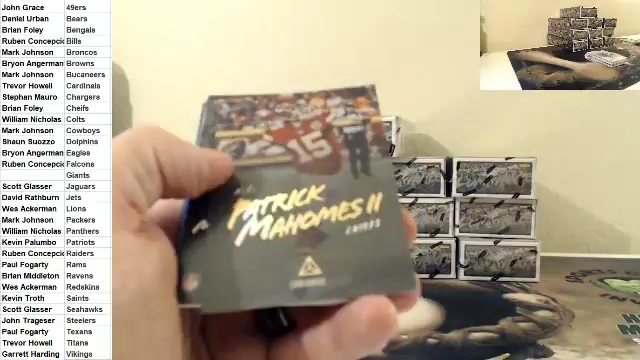 John Grace 49ers
Daniel Urban Bears
Brian Foley Bengals
Ruben Concepcic Bills
Mark Johnson Broncos
Bryon Angerman Browns
Mark Johnson Bucaneers
Trevor Howell Cardinals
Stephan Mauro Chargers
Brian Foley Cheifs
William Nicholas Colts
Mark Johnson Cowboys
Shaun Suozzo Dolphins
Bryon Angerman Eagles
Ruben Concepcic Falcons
Giants
Scott Glasser Jaguars
David Rathburn Jets
Wes Ackerman Lions
Mark Johnson Packers
William Nicholas Panthers
Kevin Palumbo Patriots
Ruben Concepcic Raiders
Paul Fogarty Rams
Brian Middleton Ravens
Wes Ackerman Redskins
Kevin Troth Saints
Scott Glasser Seahawks
John Trageser Steelers
Paul Fogarty Texans
Trevor Howell Titans
Garrett Harding Vikings
15
PATRICK
MAHOMES II
CHIEFS